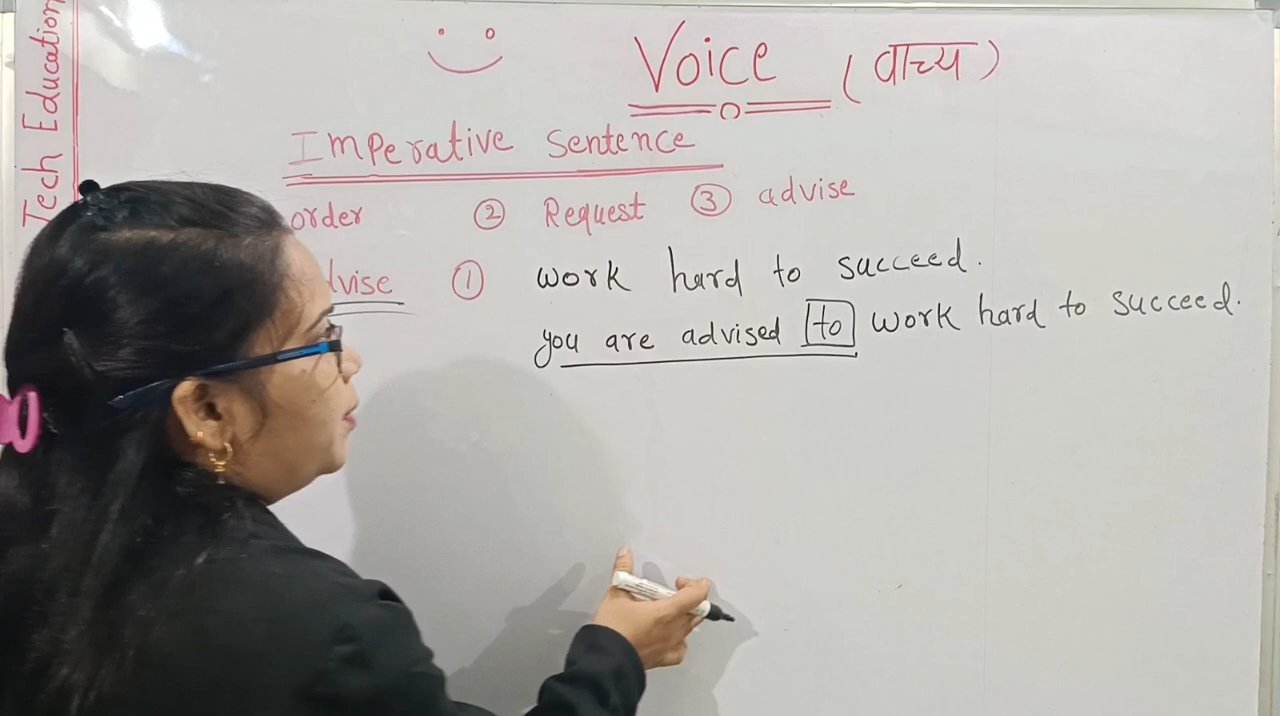 Tech Education
Voice (वाच्य)
Imperative Sentence
order ② Request ③ advise
① work hard to succeed.
you are advised to work hard to succeed.